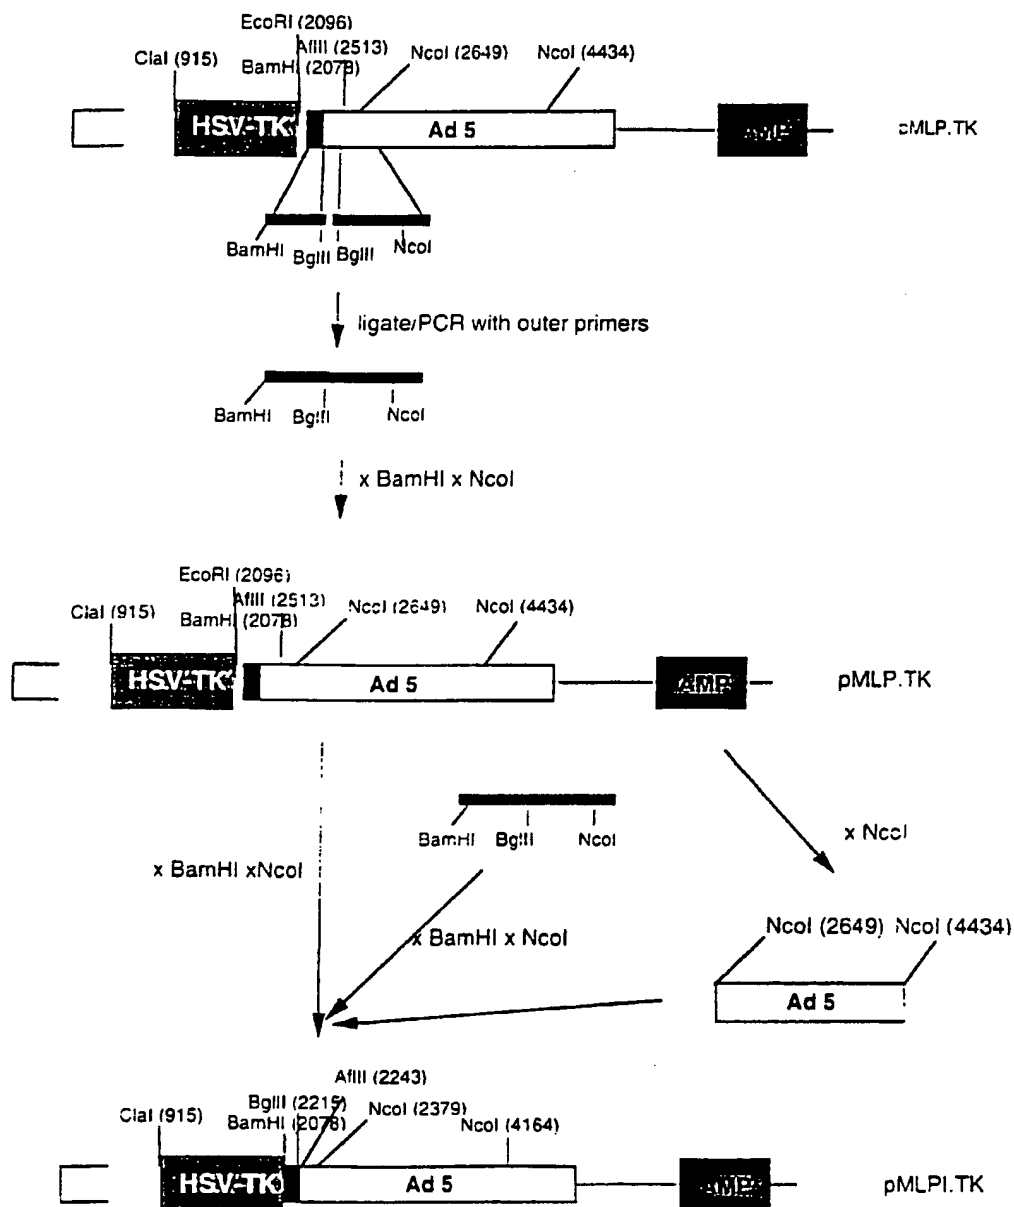 EcoRI (2096)
ClaI (915)
AflII (2513)
BamHI (2078)
NcoI (2649)
NcoI (4434)
HSV-TK
Ad 5
AMP
pMLP.TK
BamHI
BglII
BglII
NcoI
ligate/PCR with outer primers
BamHI
BglII
NcoI
x BamHI x NcoI
EcoRI (2096)
ClaI (915)
AflII (2513)
BamHI (2078)
NcoI (2649)
NcoI (4434)
HSV-TK
Ad 5
AMP
pMLP.TK
BamHI
BglII
NcoI
x NcoI
x BamHI xNcoI
x BamHI x NcoI
NcoI (2649)
NcoI (4434)
Ad 5
AflII (2243)
ClaI (915)
BglII (2215)
BamHI (2078)
NcoI (2379)
NcoI (4164)
HSV-TK
Ad 5
AMP
pMLPI.TK